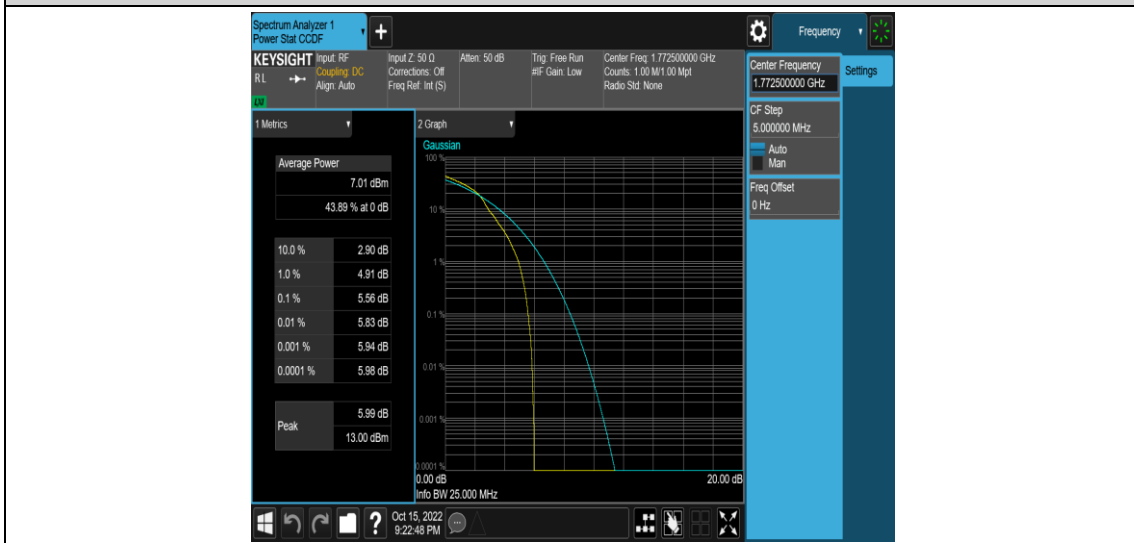 Spectrum Analyzer 1
Power Stat CCDF
+
Frequency
KEYSIGHT
RL
Input: RF
Coupling: DC
Align: Auto
Input Z: 50 Ω
Corrections: Off
Freq Ref: Int (S)
Atten: 50 dB
Trig: Free Run
#IF Gain: Low
Center Freq: 1.772500000 GHz
Counts: 1.00 M/1.00 Mpt
Radio Std: None
Center Frequency
1.772500000 GHz
Settings
CF Step
5.000000 MHz
Auto
Man
Freq Offset
0 Hz
1 Metrics
Average Power
7.01 dBm
43.89 % at 0 dB
10.0 % 2.90 dB
1.0 % 4.91 dB
0.1 % 5.56 dB
0.01 % 5.83 dB
0.001 % 5.94 dB
0.0001 % 5.98 dB
Peak 5.99 dB
13.00 dBm
2 Graph
Gaussian
100 %
10 %
1 %
0.1 %
0.01 %
0.001 %
0.0001 %
0.00 dB 20.00 dB
Info BW 25.000 MHz
?
Oct 15, 2022
9:22:48 PM